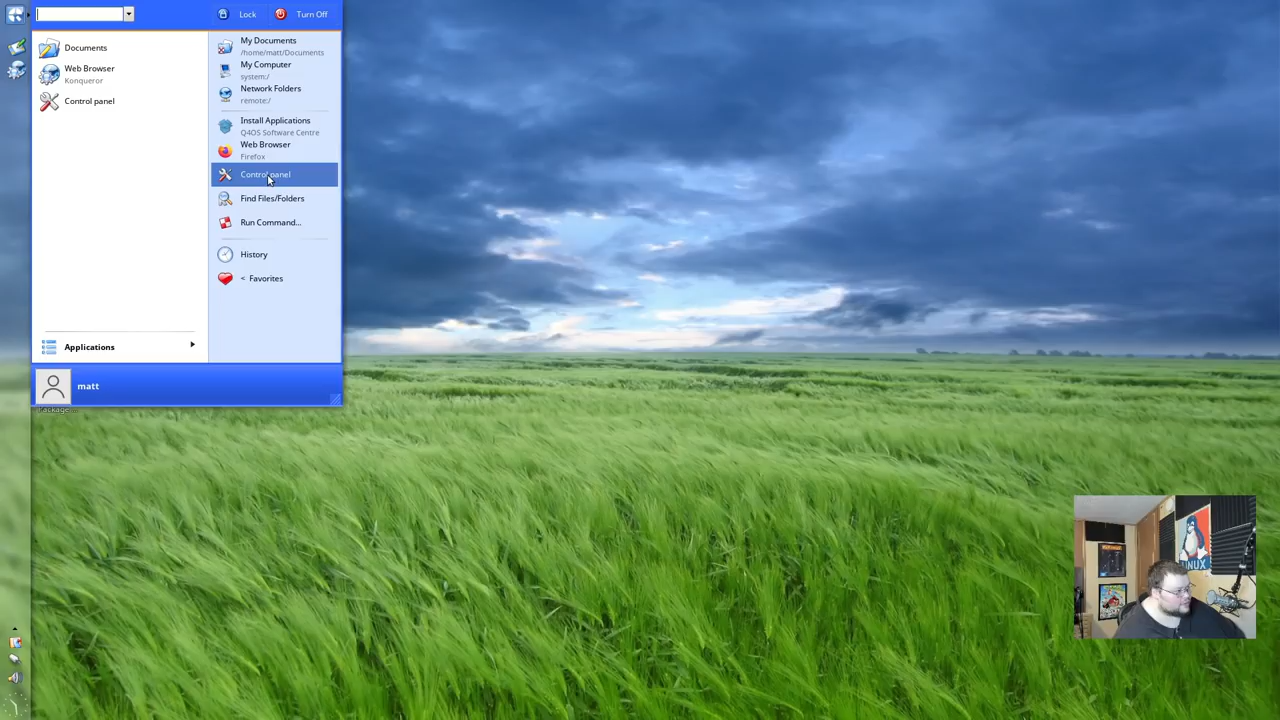 Lock
Turn Off
Documents
Web Browser
Konqueror
Control panel
Applications
My Documents
/home/matt/Documents
My Computer
system:/
Network Folders
remote:/
Install Applications
Q4OS Software Centre
Web Browser
Firefox
Control panel
Find Files/Folders
Run Command...
History
< Favorites
matt
Package ...